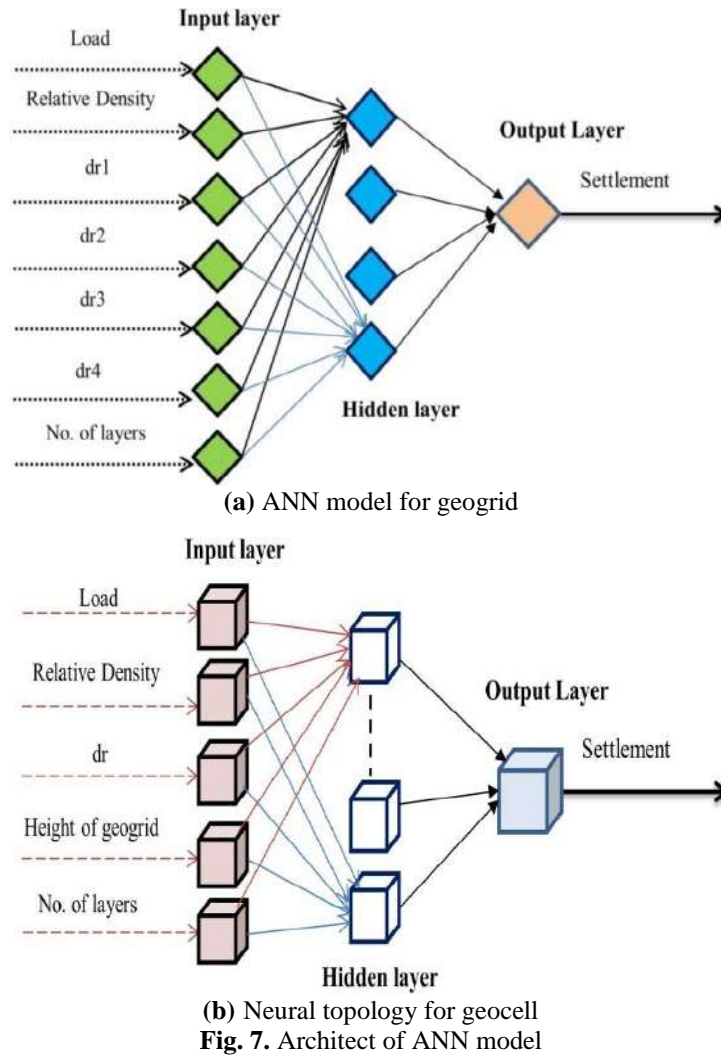 Input layer
Load
Relative Density
dr1
dr2
dr3
dr4
No. of layers
Hidden layer
Output Layer
Settlement
(a) ANN model for geogrid
Input layer
Load
Relative Density
dr
Height of geogrid
No. of layers
Hidden layer
Output Layer
Settlement
(b) Neural topology for geocell
Fig. 7. Architect of ANN model